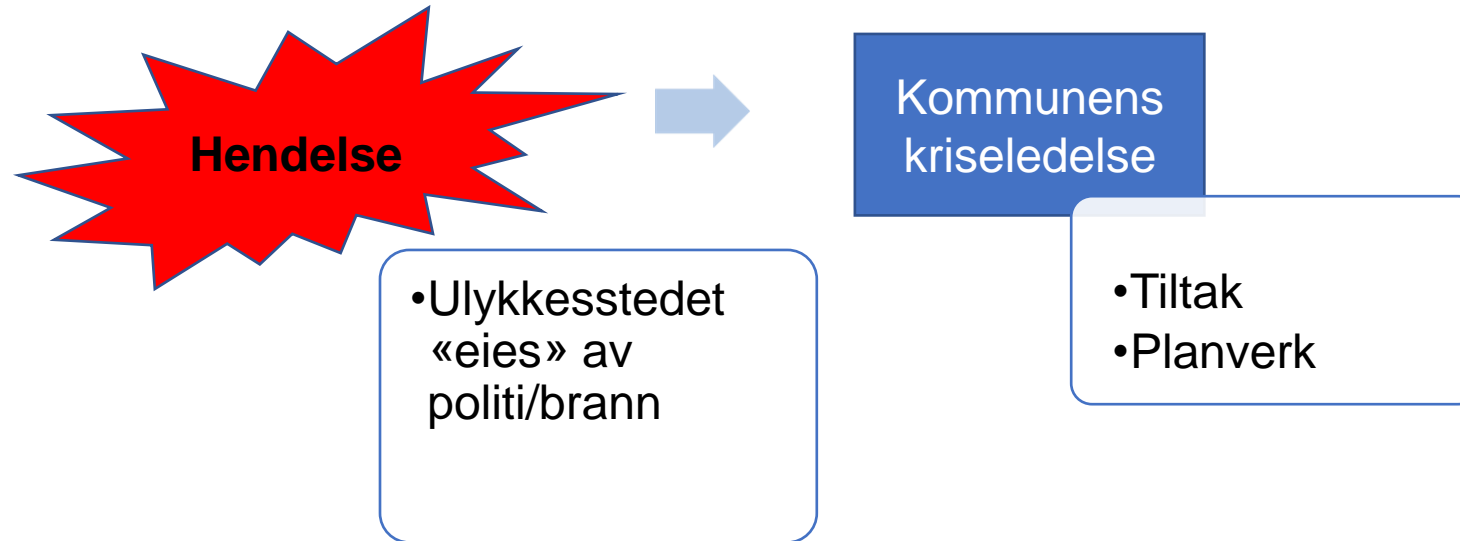 Hendelse
Kommunens
kriseledelse
•Ulykkesstedet
«eies» av
politi/brann
•Tiltak
•Planverk